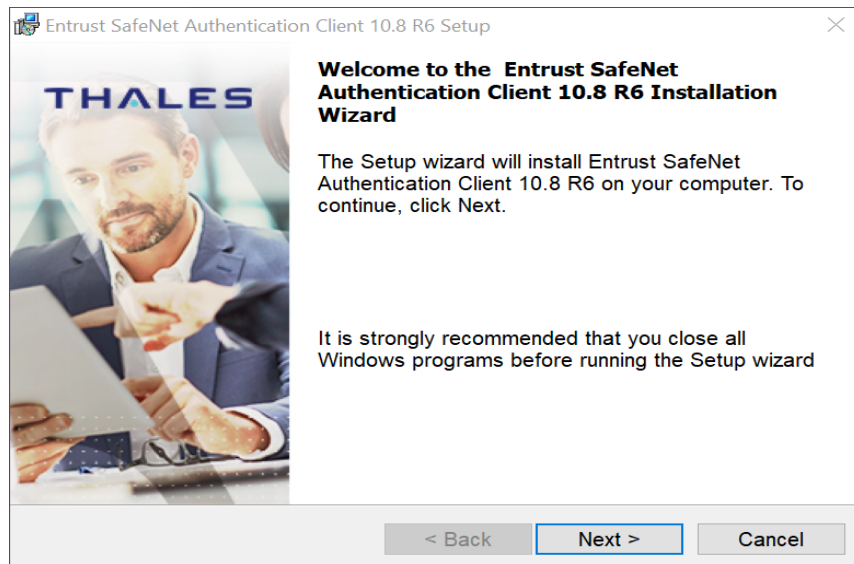 Entrust SafeNet Authentication Client 10.8 R6 Setup
THALES
Welcome to the Entrust SafeNet
Authentication Client 10.8 R6 Installation
Wizard
The Setup wizard will install Entrust SafeNet
Authentication Client 10.8 R6 on your computer. To
continue, click Next.
It is strongly recommended that you close all
Windows programs before running the Setup wizard
< Back
Next >
Cancel